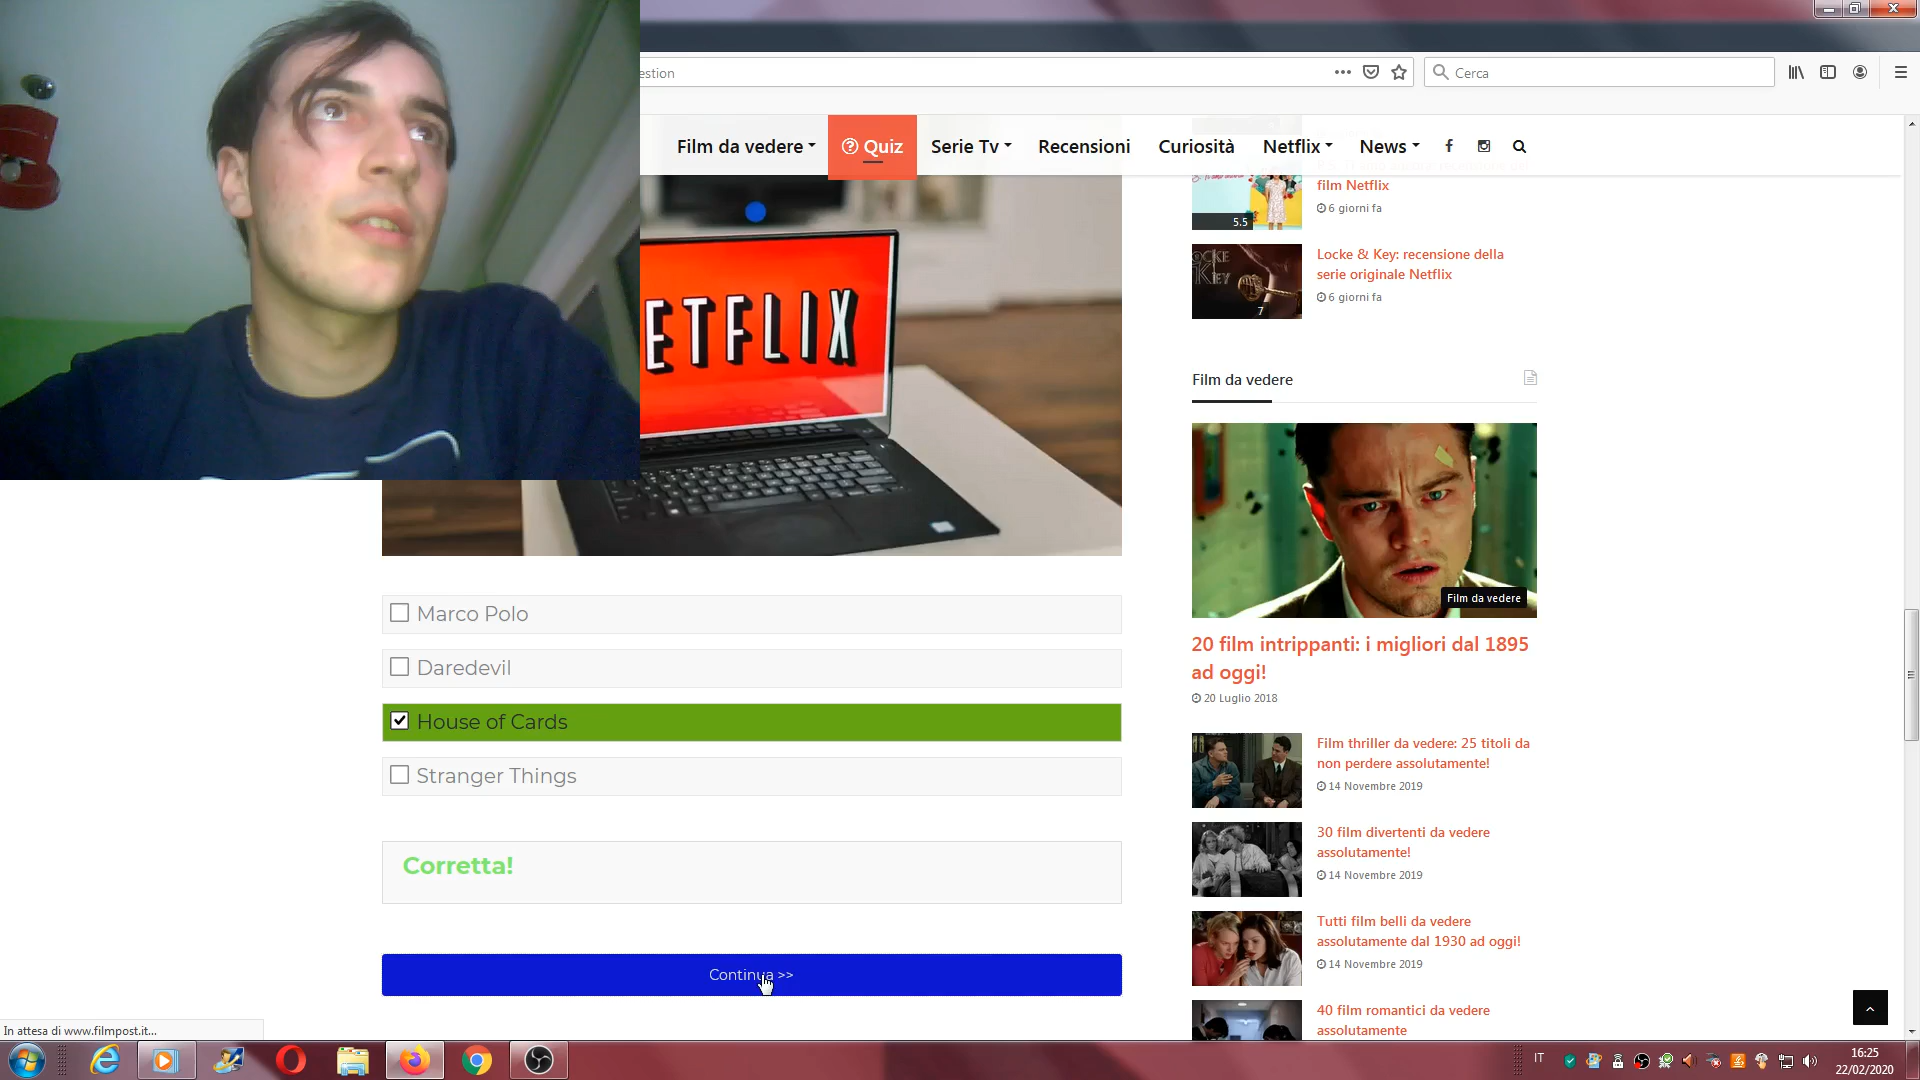 estion
Cerca
Film da vedere
Quiz
Serie Tv
Recensioni
Curiosità
Netflix
News
film Netflix
6 giorni fa
5.5
Locke & Key: recensione della
serie originale Netflix
6 giorni fa
7
ETFLIX
Film da vedere
Film da vedere
20 film intrippanti: i migliori dal 1895
ad oggi!
20 Luglio 2018
Marco Polo
Daredevil
House of Cards
Stranger Things
Corretta!
Continua >>
Film thriller da vedere: 25 titoli da
non perdere assolutamente!
14 Novembre 2019
30 film divertenti da vedere
assolutamente!
14 Novembre 2019
Tutti film belli da vedere
assolutamente dal 1930 ad oggi!
14 Novembre 2019
40 film romantici da vedere
assolutamente
In attesa di www.filmpost.it...
IT
16:25
22/02/2020